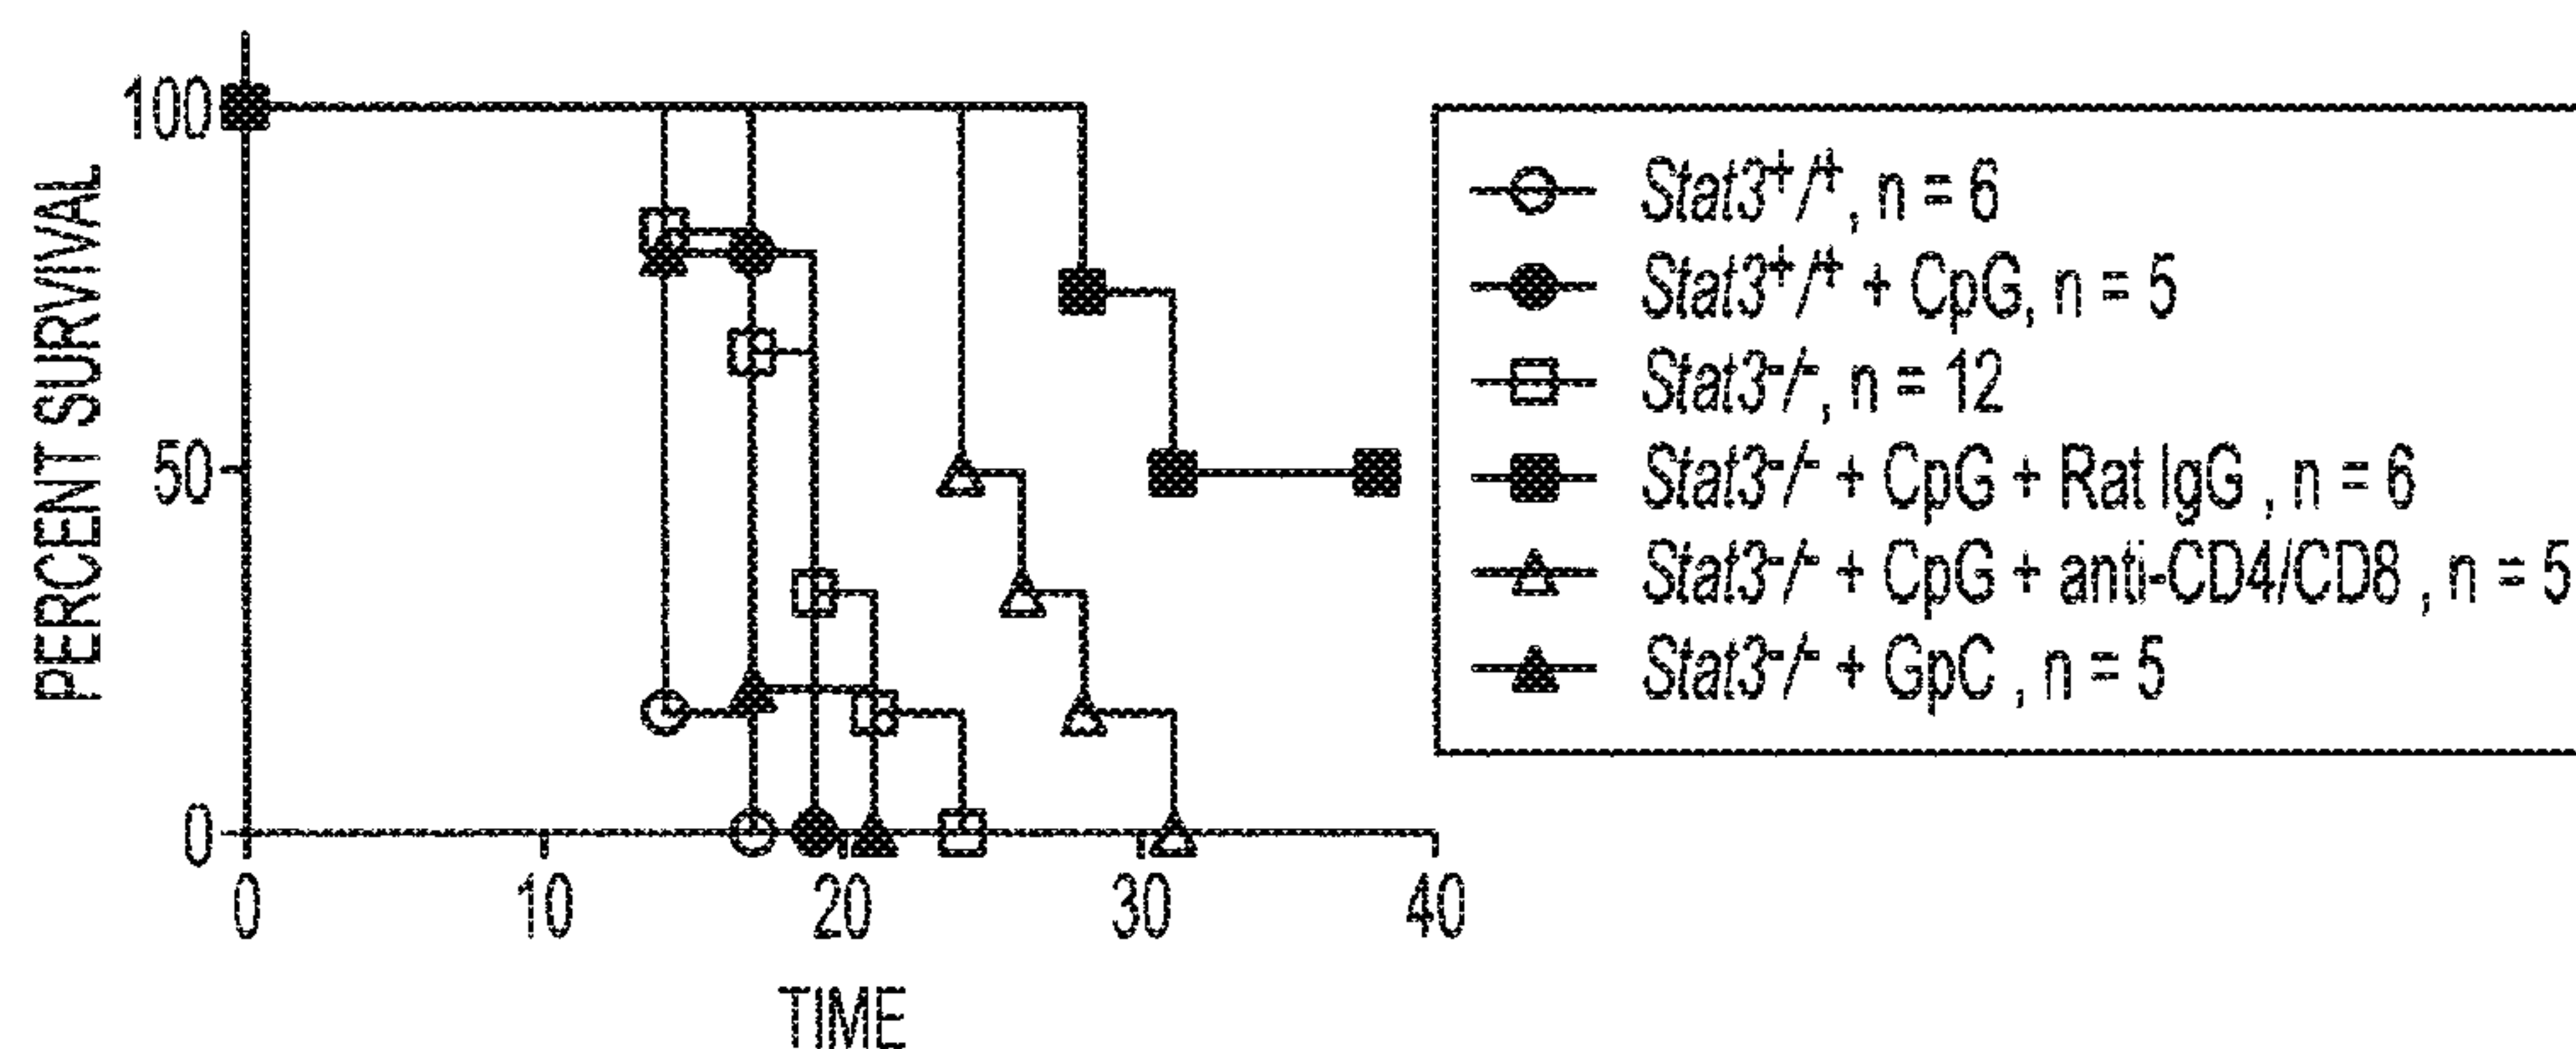 PERCENT SURVIVAL
100
50
0
0 10 20 30 40
TIME
Stat3+/+, n = 6
Stat3+/+ + CpG, n = 5
Stat3-/-, n = 12
Stat3-/- + CpG + Rat IgG , n = 6
Stat3-/- + CpG + anti-CD4/CD8 , n = 5
Stat3-/- + GpC , n = 5